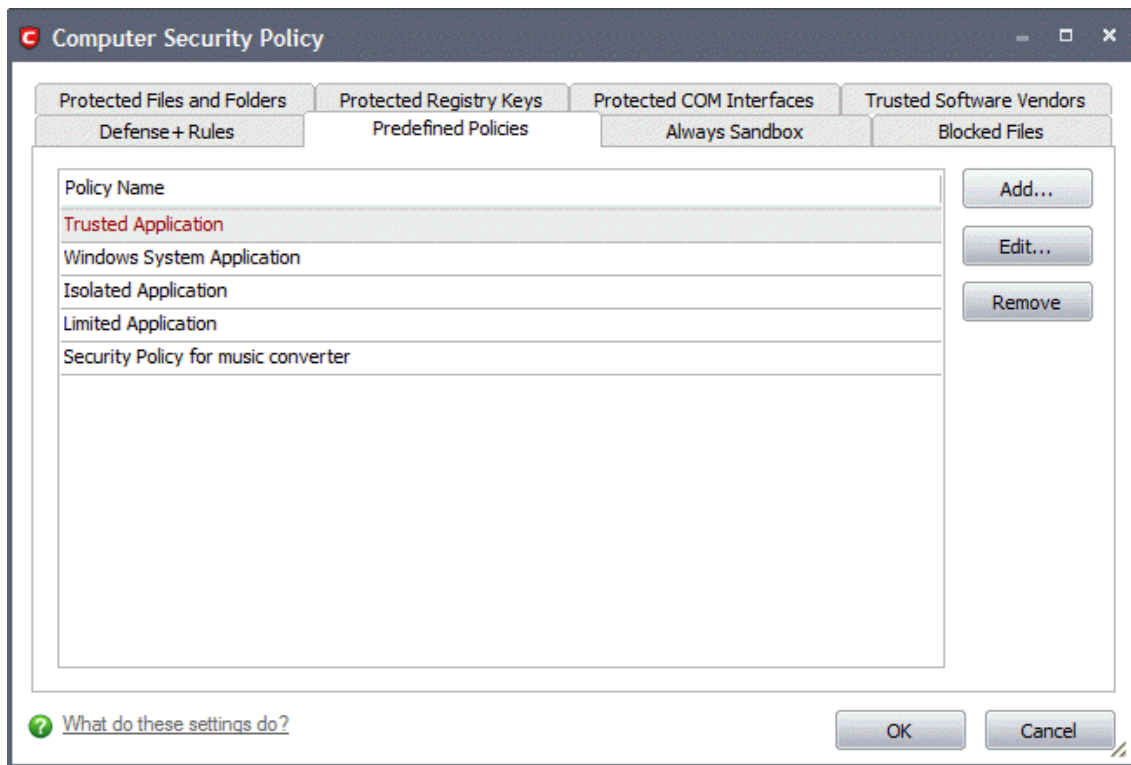 Computer Security Policy
Protected Files and Folders Protected Registry Keys Protected COM Interfaces Trusted Software Vendors
Defense+ Rules Predefined Policies Always Sandbox Blocked Files
Policy Name
Add...
Trusted Application
Edit...
Windows System Application
Isolated Application
Remove
Limited Application
Security Policy for music converter
What do these settings do?
OK Cancel